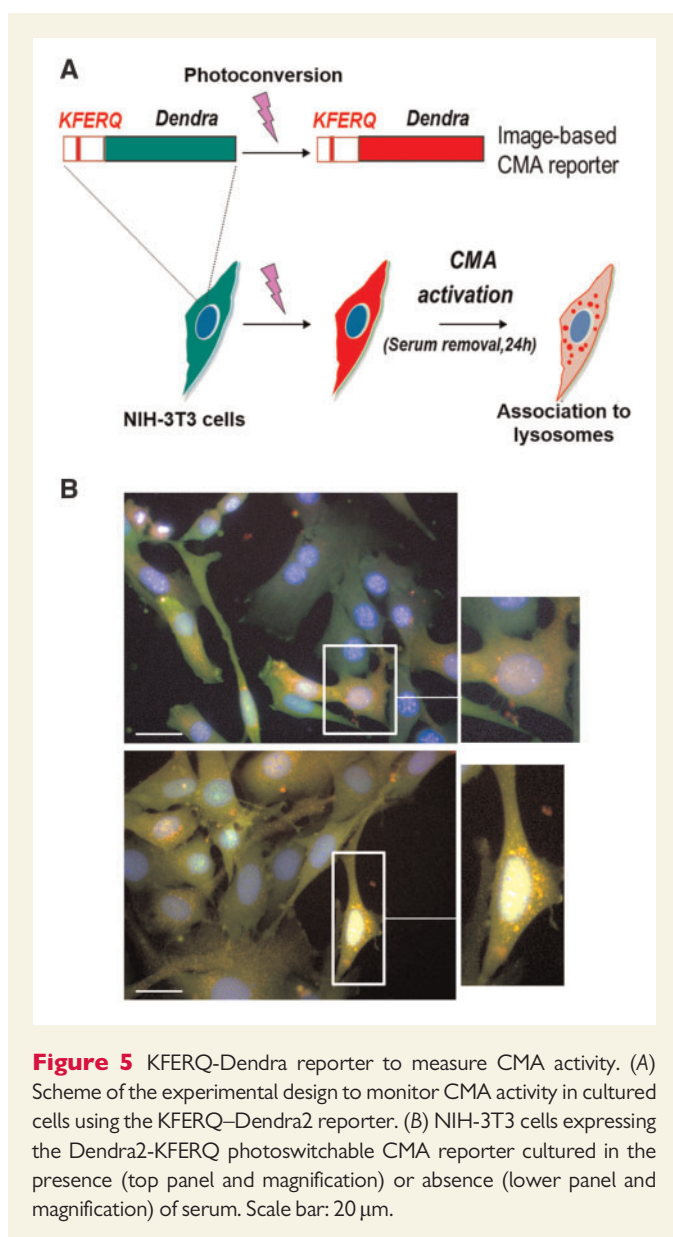 A
Photoconversion
KFERQ Dendra KFERQ Dendra
Image-based
CMA reporter
CMA
activation
(Serum removal,24h)
NIH-3T3 cells
Association to
lysosomes
B
Figure 5 KFERQ-Dendra reporter to measure CMA activity. (A)
Scheme of the experimental design to monitor CMA activity in cultured
cells using the KFERQ–Dendra2 reporter. (B) NIH-3T3 cells expressing
the Dendra2-KFERQ photoswitchable CMA reporter cultured in the
presence (top panel and magnification) or absence (lower panel and
magnification) of serum. Scale bar: 20 μm.